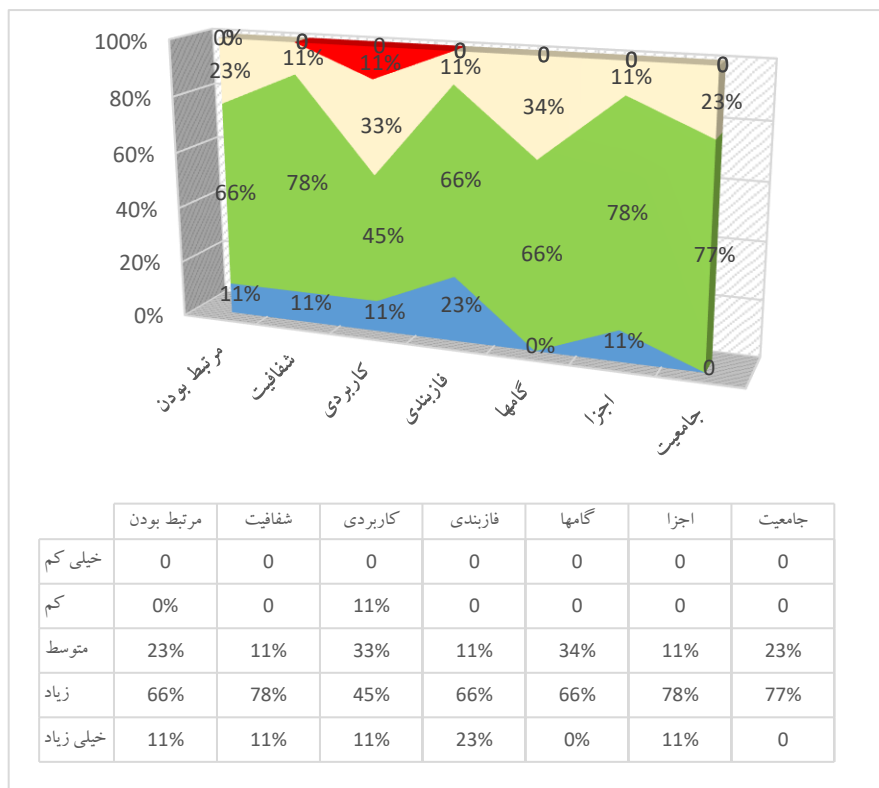 100%
80%
60%
40%
20%
0%
0% 0 0 0 0 0 0
0
23% 11% 11% 11% 34% 11% 23%
33%
66% 78% 45% 66% 66% 78% 77%
11% 11% 11% 23% 0% 11% 0
مرتبط بودن شفافیت کاربردی فازبندی گامها اجزا جامعیت
مرتبط بودن شفافیت کاربردی فازبندی گامها اجزا جامعیت
خیلی کم 0 0 0 0 0 0 0
کم 0% 0 11% 0 0 0 0
متوسط 23% 11% 33% 11% 34% 11% 23%
زیاد 66% 78% 45% 66% 66% 78% 77%
خیلی زیاد 11% 11% 11% 23% 0% 11% 0